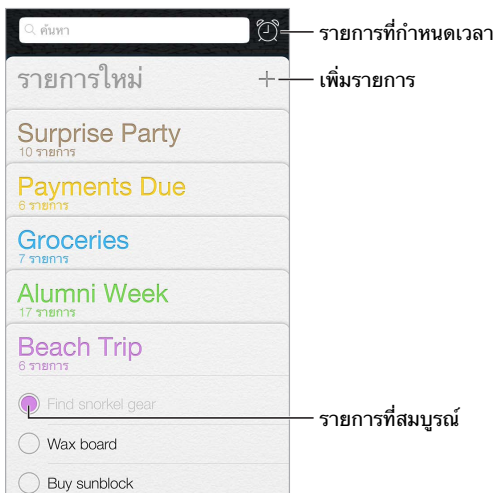 ค้นหา
รายการที่กำหนดเวลา
รายการใหม่
เพิ่มรายการ
Surprise Party
10 รายการ
Payments Due
6 รายการ
Groceries
7 รายการ
Alumni Week
17 รายการ
Beach Trip
6 รายการ
Find snorkel gear
รายการที่สมบูรณ์
Wax board
Buy sunblock